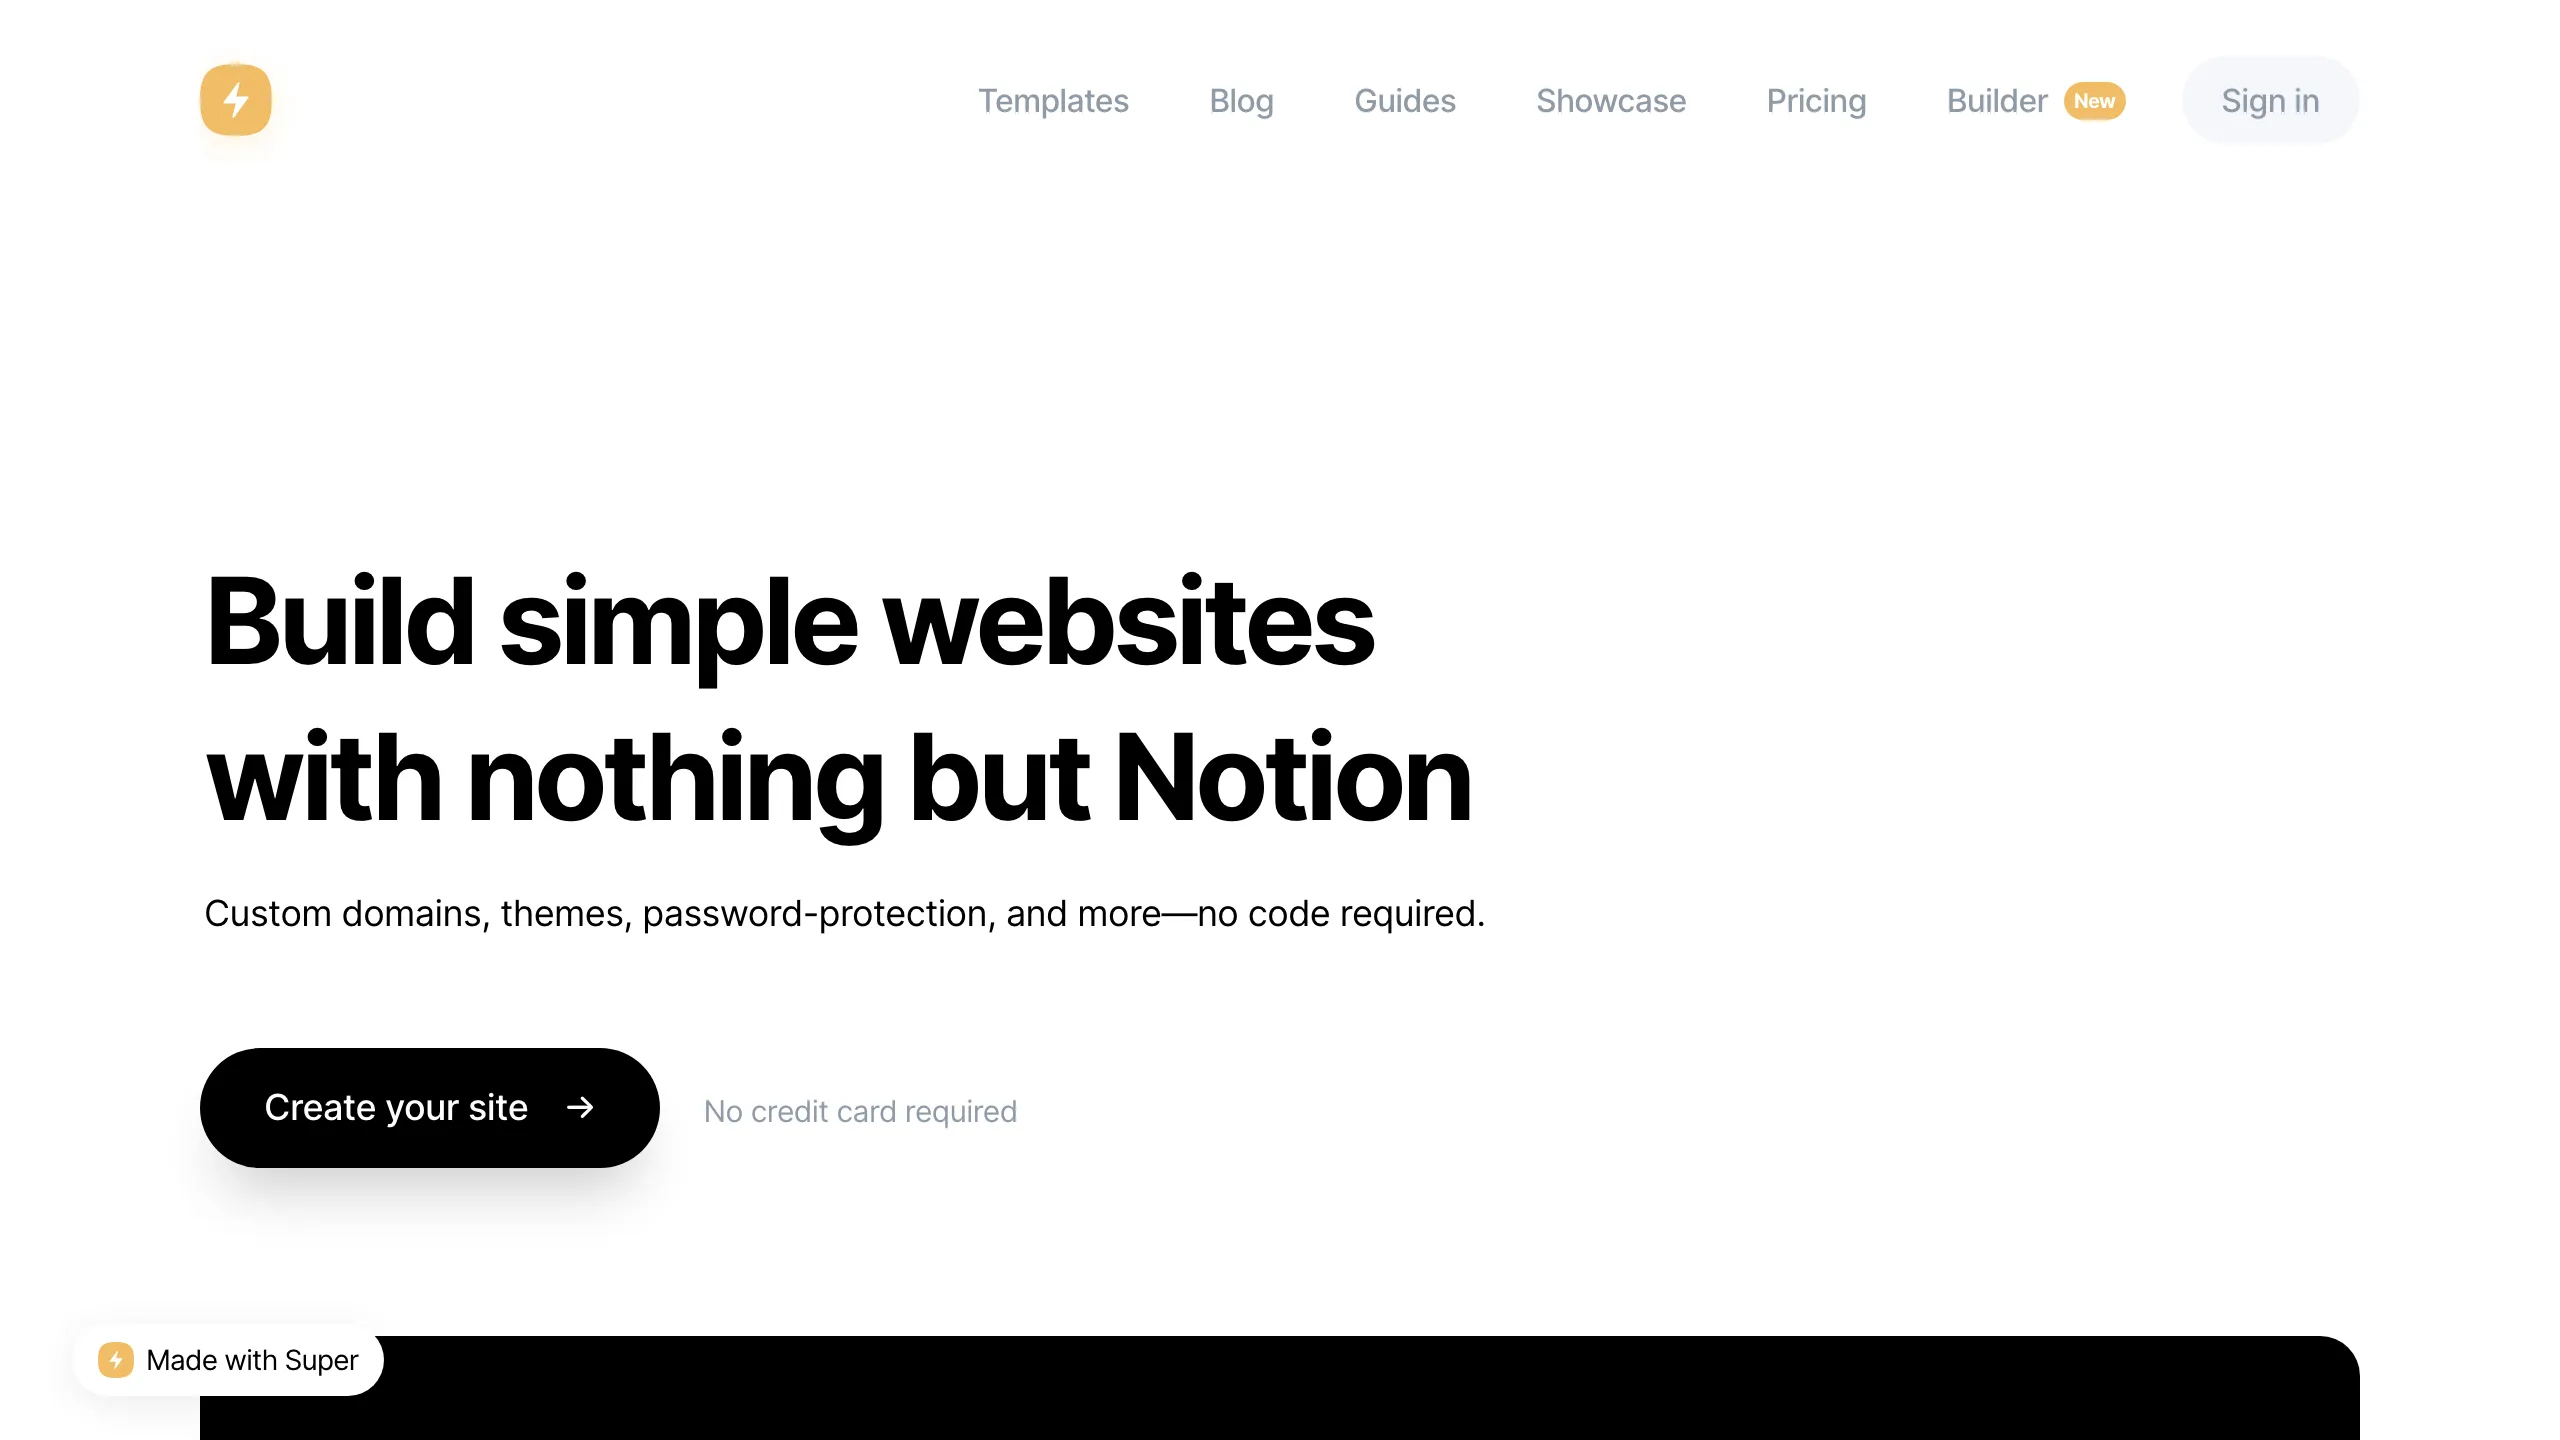 Templates
Blog
Guides
Showcase
Pricing
Builder New
Sign in
Build simple websites
with nothing but Notion
Custom domains, themes, password-protection, and more—no code required.
Create your site →
No credit card required
Made with Super